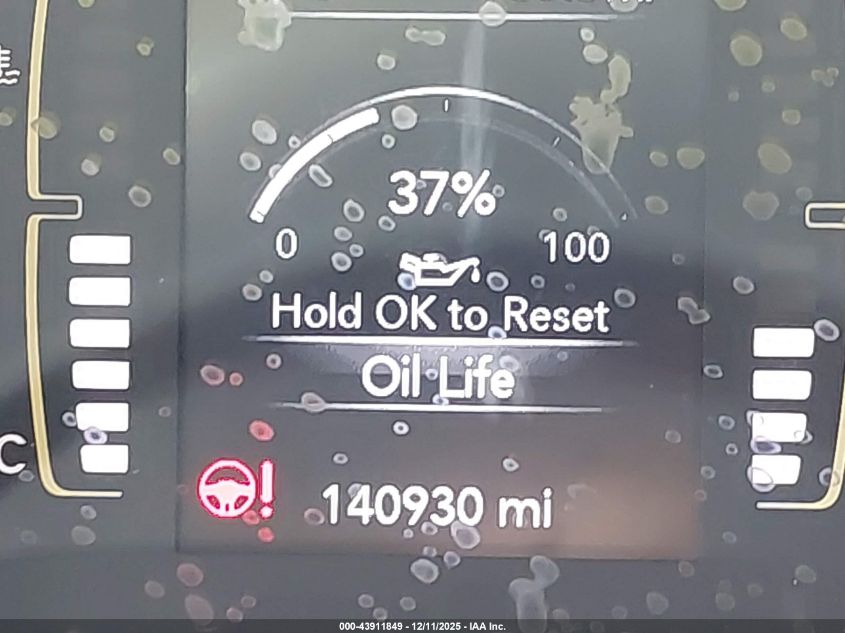 37%
0 100
Hold OK to Reset
Oil Life
C
140930 mi
000-43911849 - 12/11/2025 - IAA Inc.